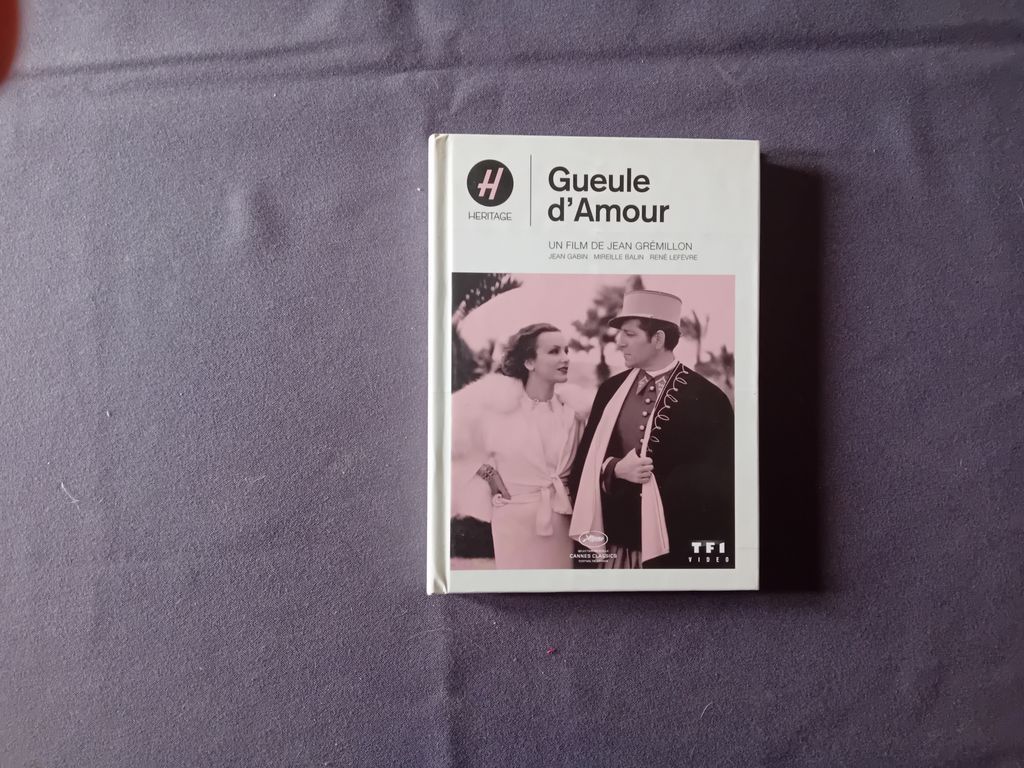 H
HERITAGE
Gueule
d'Amour
UN FILM DE JEAN GRÉMILLON
JEAN GABIN MIREILLE BALIN RENÉ LEFÈVRE
CANNES CLASSICS
TF1
VIDEO